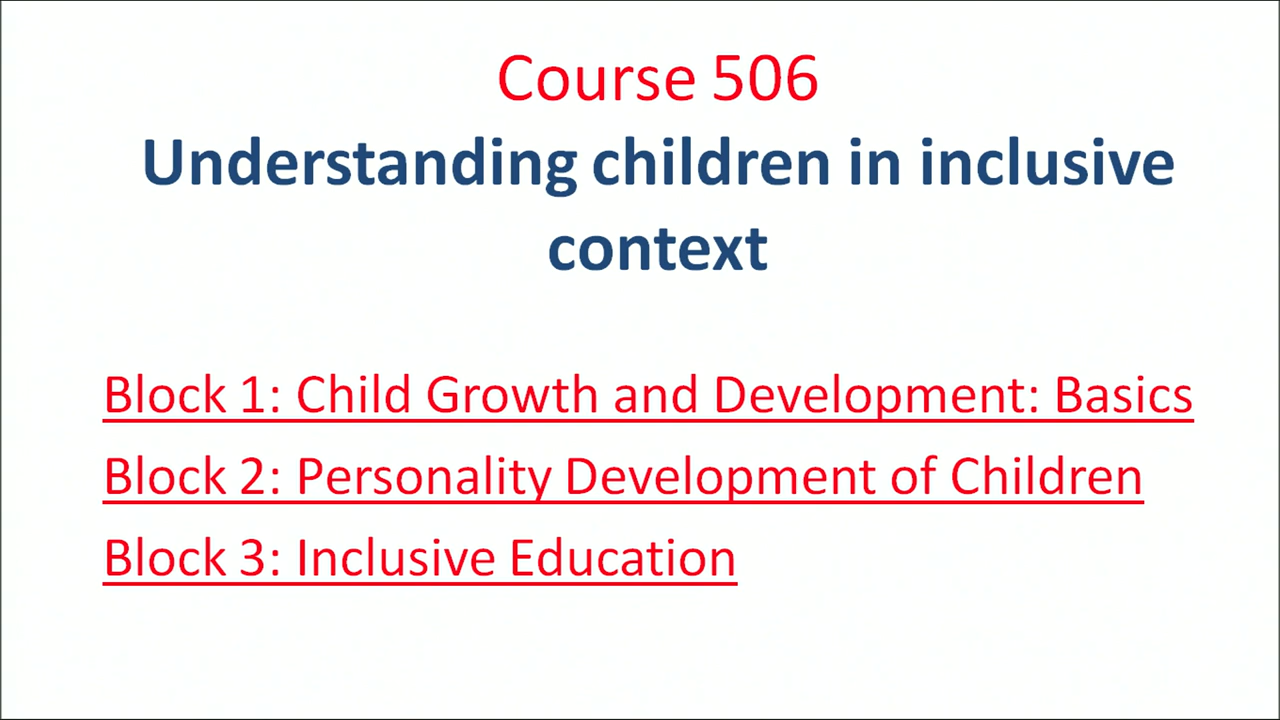 Course 506
Understanding children in inclusive
context
Block 1: Child Growth and Development: Basics
Block 2: Personality Development of Children
Block 3: Inclusive Education